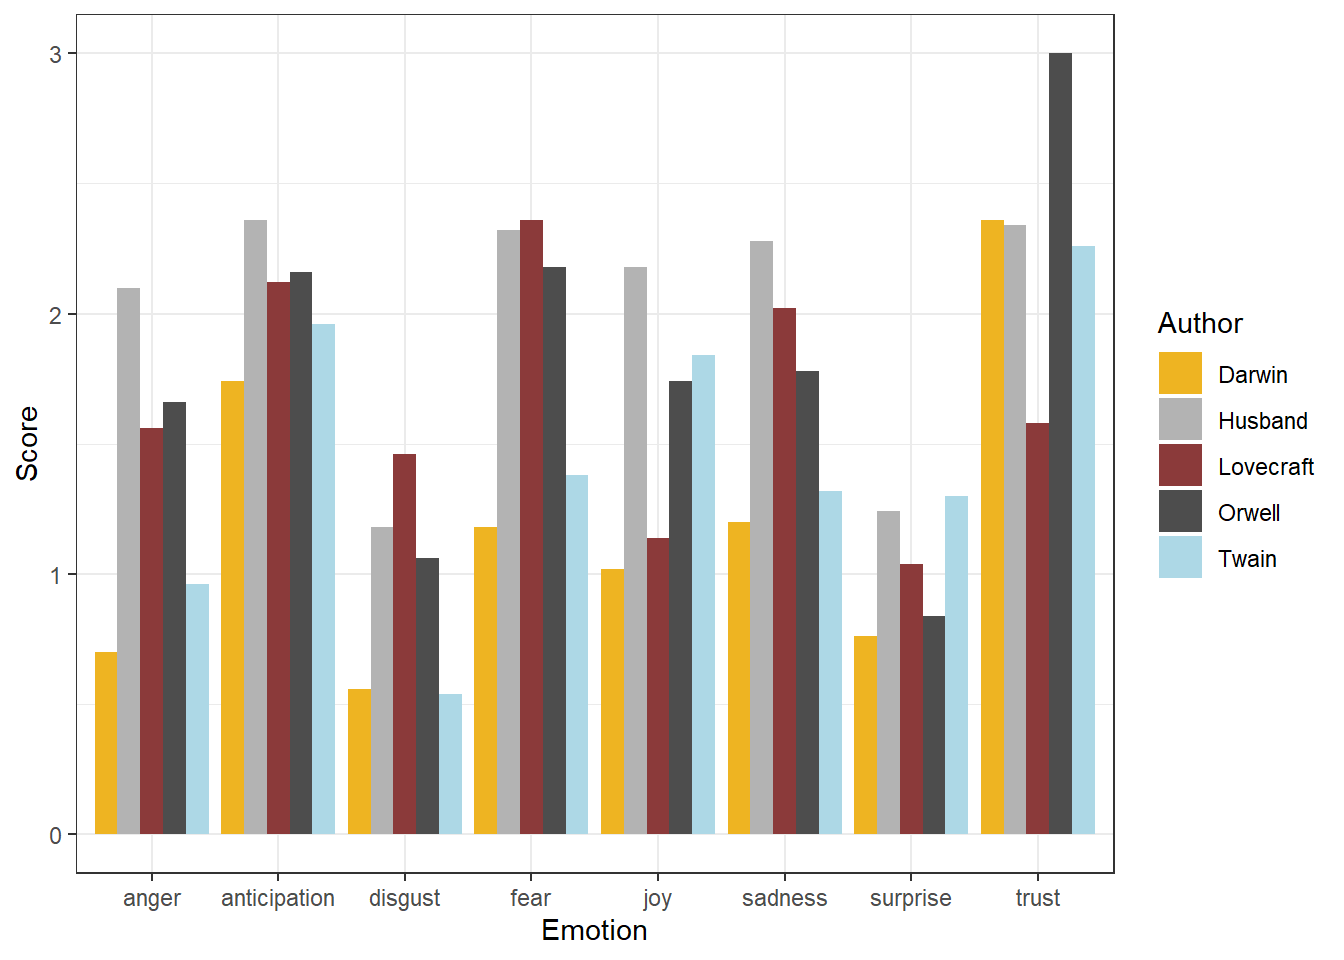 3
2
1
0
Score
anger anticipation disgust fear joy sadness surprise trust
Emotion
Author
Darwin
Husband
Lovecraft
Orwell
Twain